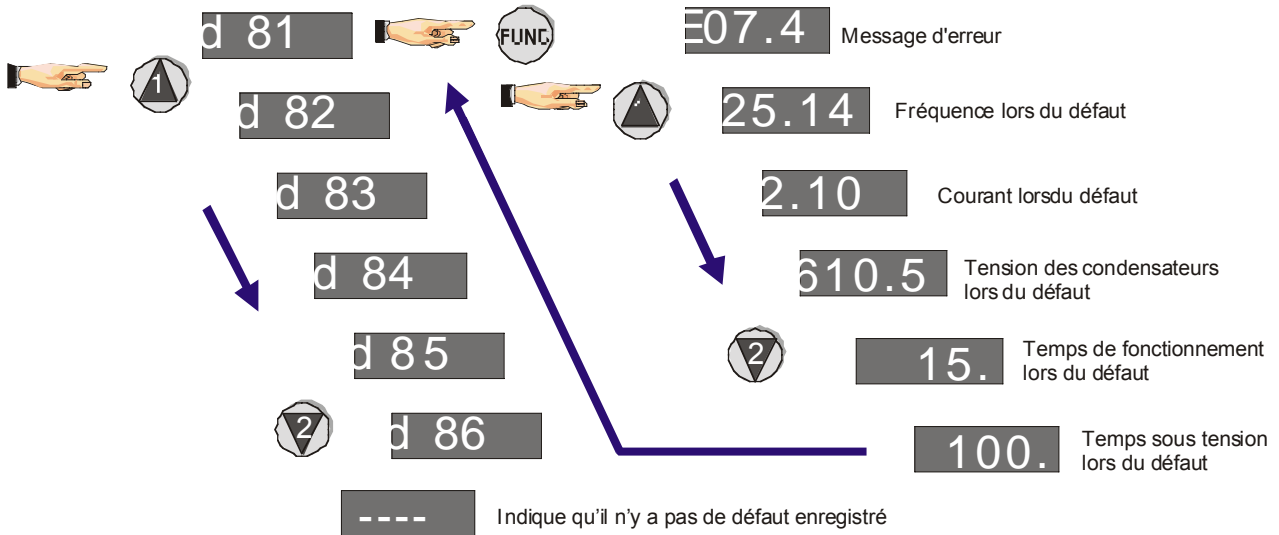 d 81
FUNC
E07.4
Message d'erreur
1
d 82
25.14
Fréquence lors du défaut
d 83
2.10
Courant lorsdu défaut
d 84
610.5
Tension des condensateurs
lors du défaut
d 85
2
15.
Temps de fonctionnement
lors du défaut
2
d 86
100.
Temps sous tension
lors du défaut
----
Indique qu'il n'y a pas de défaut enregistré